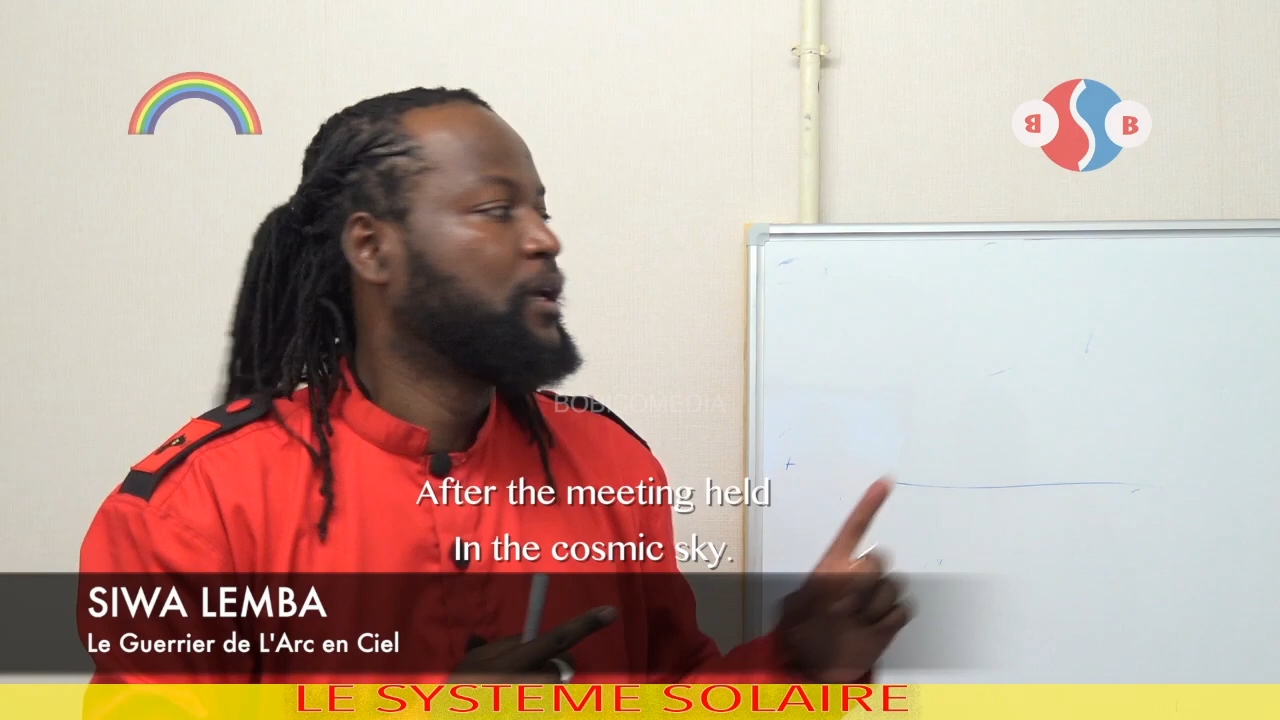 B B
BOBICOMEDIA
After the meeting held
In the cosmic sky.
SIWA LEMBA
Le Guerrier de L'Arc en Ciel
LE SYSTEME SOLAIRE